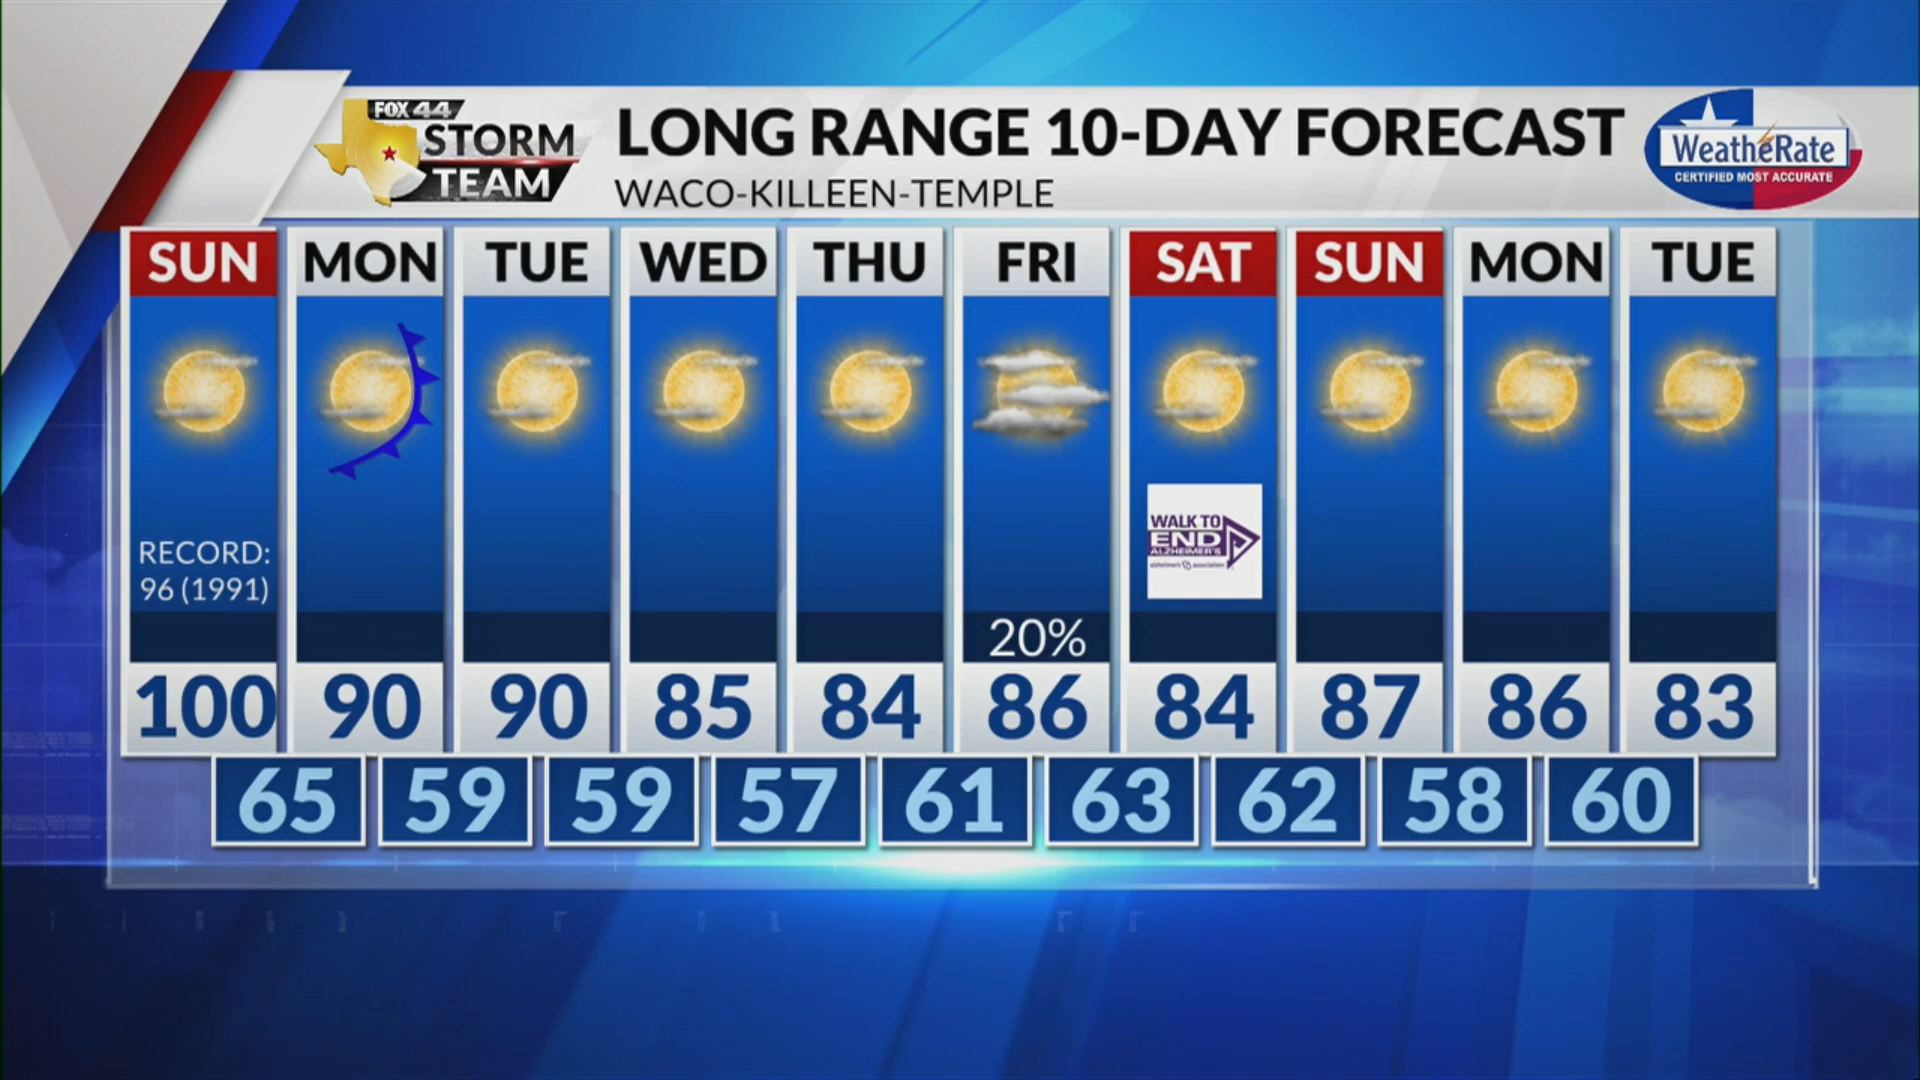 FOX 44
STORM
TEAM
LONG RANGE 10-DAY FORECAST
WACO-KILLEEN-TEMPLE
WeatheRate
CERTIFIED MOST ACCURATE
SUN MON TUE WED THU FRI SAT SUN MON TUE
RECORD:
96 (1991)
WALK TO
END
ALZHEIMER'S
alzheimer's association
20%
100 90 90 85 84 86 84 87 86 83
65 59 59 57 61 63 62 58 60